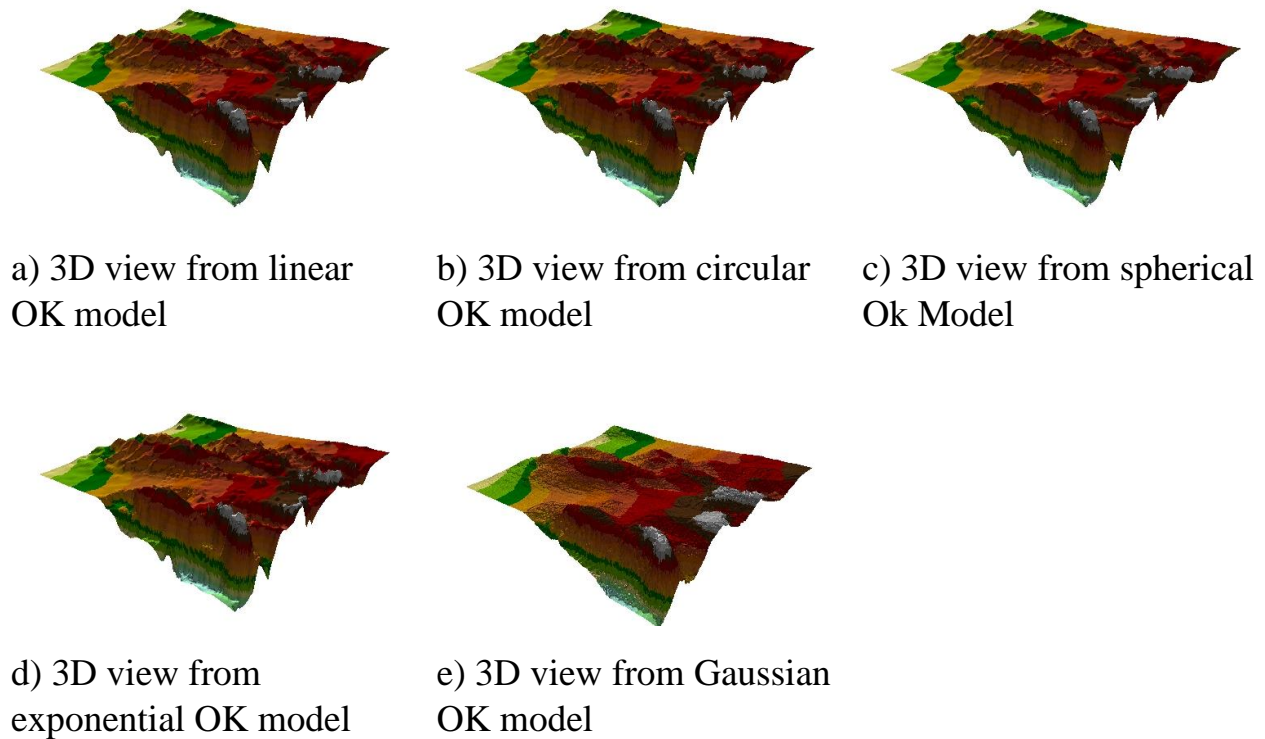 a) 3D view from linear
OK model
b) 3D view from circular
OK model
c) 3D view from spherical
Ok Model
d) 3D view from
exponential OK model
e) 3D view from Gaussian
OK model